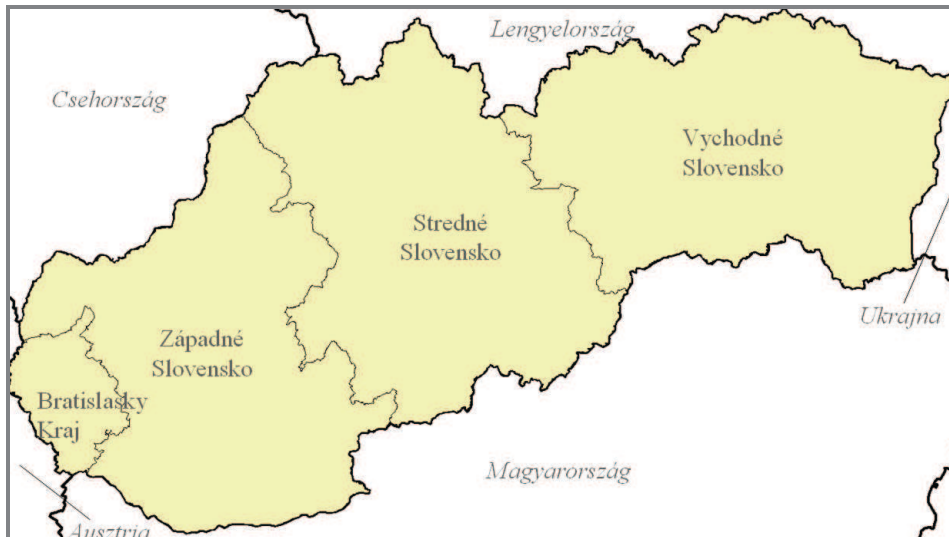 Lengyelország
Csehország
Vychodné
Slovensko
Stredné
Slovensko
Ukrajna
Západné
Slovensko
Bratislasky
Kraj
Magyarország
Ausztria